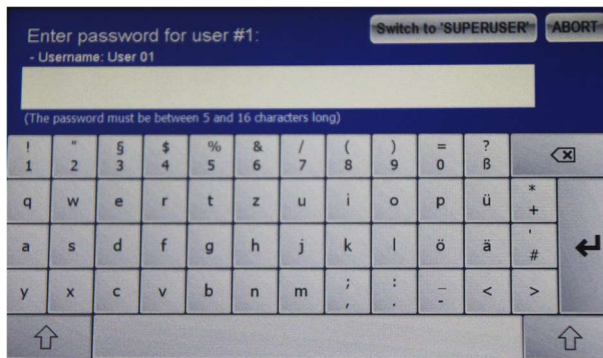 Enter password for user #1:
Switch to 'SUPERUSER'
ABORT
- Username: User 01
(The password must be between 5 and 16 characters long)
! " § $ % & / ( ) = ?
1 2 3 4 5 6 7 8 9 0 ß
q w e r t z u i o p ü * +
a s d f g h j k l ö ä ' #
y x c v b n m ; , : . _ - < >